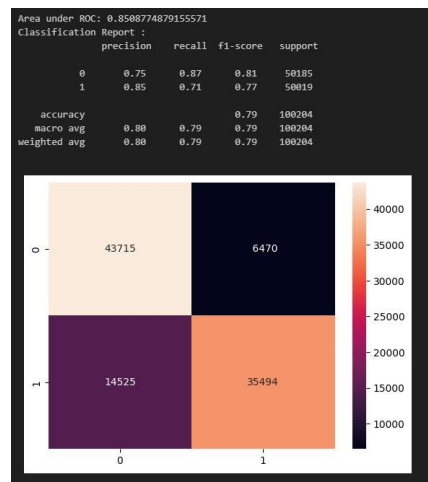 Area under ROC: 0.8508774879155571
Classification Report :
precision recall f1-score support
0 0.75 0.87 0.81 50185
1 0.85 0.71 0.77 50019
accuracy 0.79 100204
macro avg 0.80 0.79 0.79 100204
weighted avg 0.80 0.79 0.79 100204
0 43715 6470
1 14525 35494
0 1
40000
35000
30000
25000
20000
15000
10000